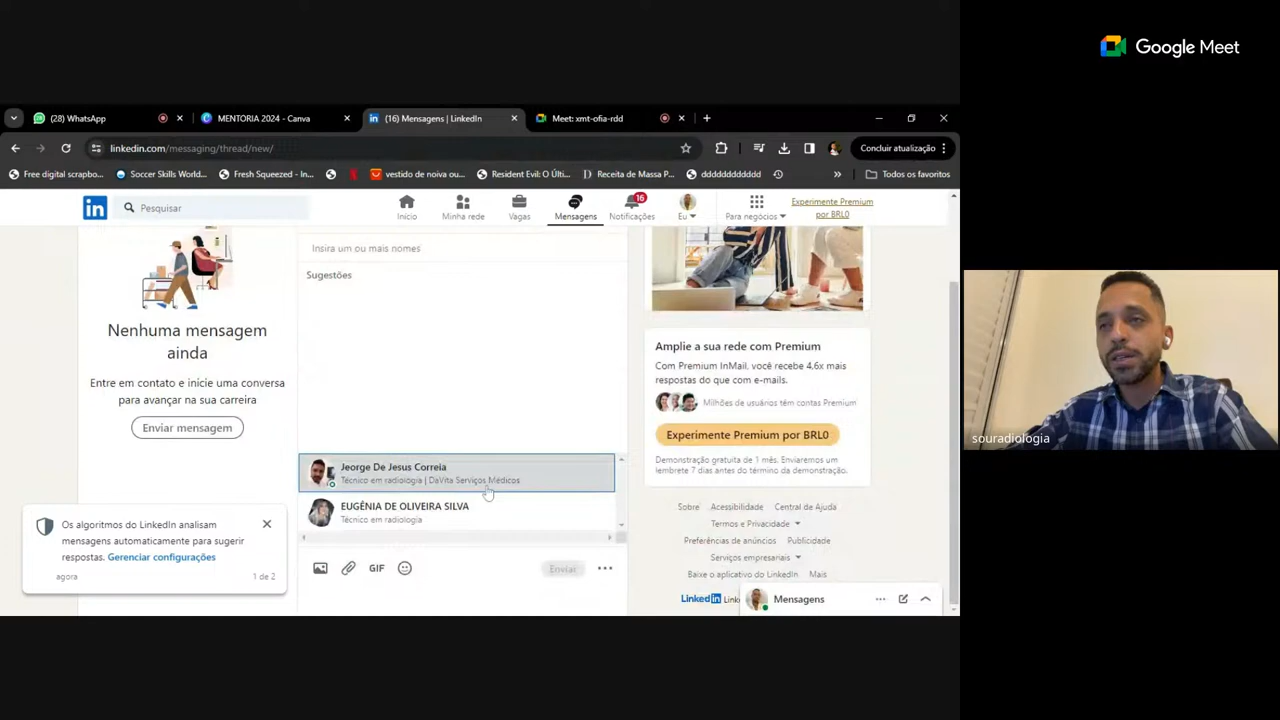 Google Meet
(28) WhatsApp
MENTORIA 2024 - Canva
(16) Mensagens | LinkedIn
Meet: xmt-ofia-rdd
linkedin.com/messaging/thread/new/
Concluir atualização
Free digital scrapbo...
Soccer Skills World...
Fresh Squeezed - In...
vestido de noiva ou...
Resident Evil: O Últi...
Receita de Massa P...
dddddddddddd
Todos os favoritos
in
Pesquisar
Início
Minha rede
Vagas
Mensagens
16
Notificações
Eu
Para negócios
Experimente Premium
por BRL0
Nenhuma mensagem
ainda
Entre em contato e inicie uma conversa
para avançar na sua carreira
Enviar mensagem
Insira um ou mais nomes
Sugestões
Jeorge De Jesus Correia
Técnico em radiologia | DaVita Serviços Médicos
EUGÊNIA DE OLIVEIRA SILVA
Técnico em radiologia
GIF
Enviar
Os algoritmos do LinkedIn analisam
mensagens automaticamente para sugerir
respostas. Gerenciar configurações
agora
1 de 2
Amplie a sua rede com Premium
Com Premium InMail, você recebe 4,6x mais
respostas do que com e-mails.
Milhões de usuários têm contas Premium
Experimente Premium por BRL0
Demonstração gratuita de 1 mês. Enviaremos um
lembrete 7 dias antes do término da demonstração.
Sobre Acessibilidade Central de Ajuda
Termos e Privacidade
Preferências de anúncios Publicidade
Serviços empresariais
Baixe o aplicativo do LinkedIn Mais
LinkedIn Linke
Mensagens
souradiologia